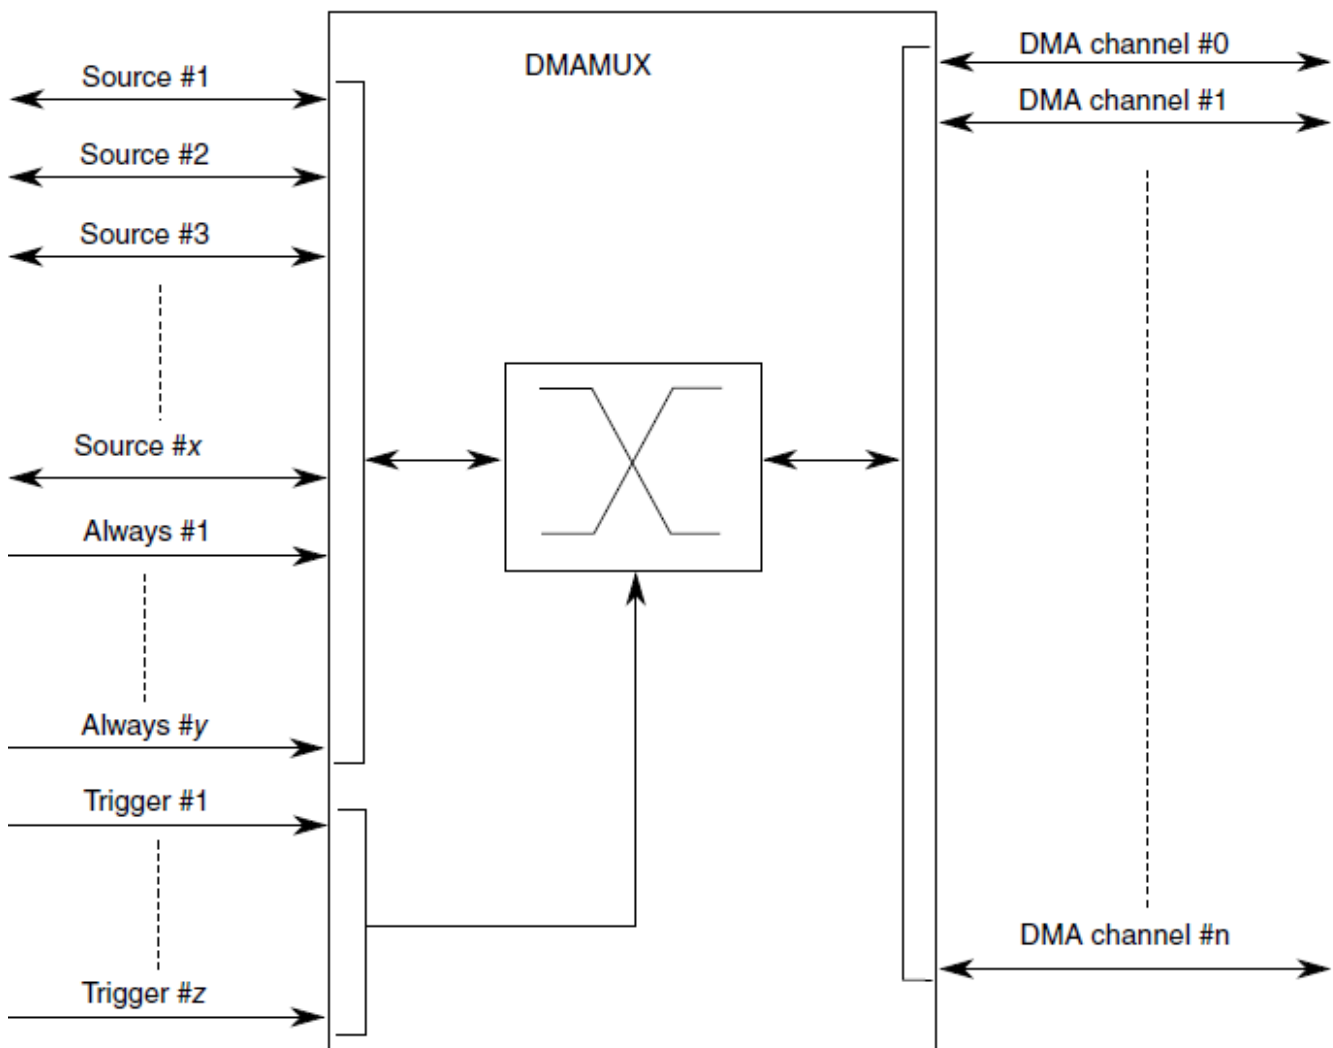 DMAMUX
Source #1
Source #2
Source #3
Source #x
Always #1
Always #y
Trigger #1
Trigger #z
DMA channel #0
DMA channel #1
DMA channel #n